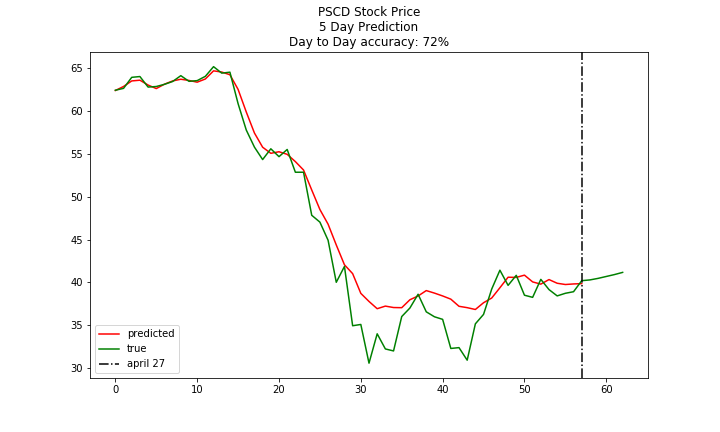 PSCD Stock Price
5 Day Prediction
Day to Day accuracy: 72%
65
60
55
50
45
40
35
30
predicted
true
april 27
0 10 20 30 40 50 60